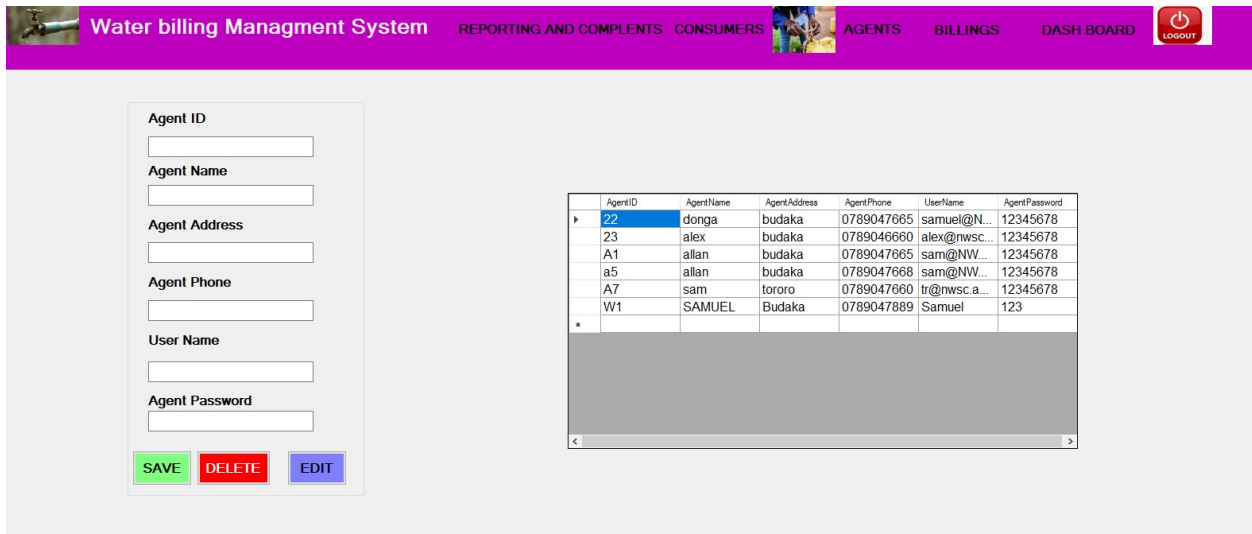 Water billing Managment System REPORTING AND COMPLENTS CONSUMERS AGENTS BILLINGS DASH BOARD LOGOUT
Agent ID
Agent Name
Agent Address
Agent Phone
User Name
Agent Password
SAVE DELETE EDIT
AgentID AgentName AgentAddress AgentPhone UserName AgentPassword
22 donga budaka 0789047665 samuel@N... 12345678
23 alex budaka 0789046660 alex@nwsc... 12345678
A1 allan budaka 0789047665 sam@NW... 12345678
a5 allan budaka 0789047668 sam@NW... 12345678
A7 sam tororo 0789047660 tr@nwsc.a... 12345678
W1 SAMUEL Budaka 0789047889 Samuel 123